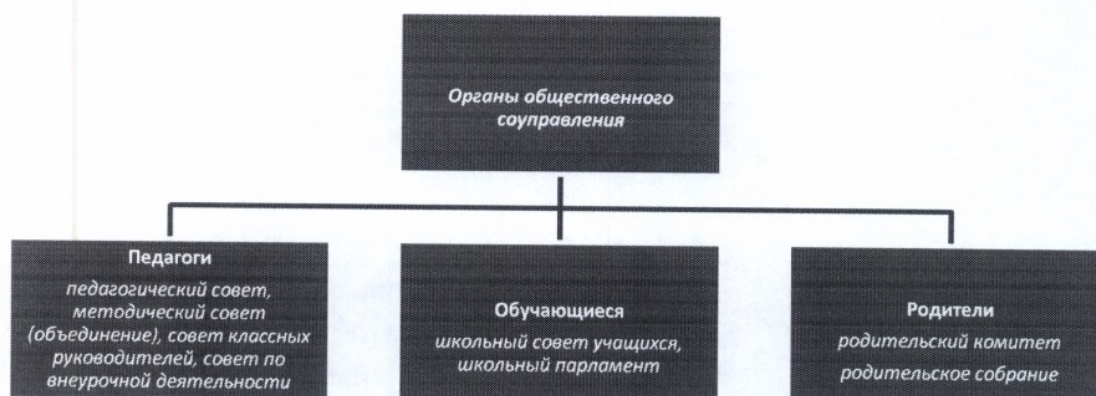 Органы общественного
соуправления
Педагоги
педагогический совет,
методический совет
(объединение), совет классных
руководителей, совет по
внеурочной деятельности
Обучающиеся
школьный совет учащихся,
школьный парламент
Родители
родительский комитет
родительское собрание